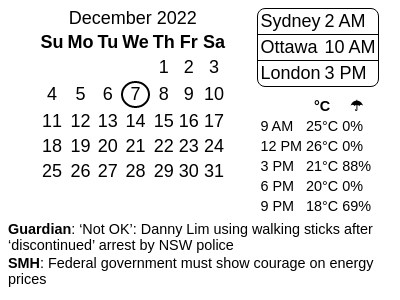 December 2022
Su Mo Tu We Th Fr Sa
1 2 3
4 5 6 7 8 9 10
11 12 13 14 15 16 17
18 19 20 21 22 23 24
25 26 27 28 29 30 31
Sydney 2 AM
Ottawa 10 AM
London 3 PM
°C ☂
9 AM 25°C 0%
12 PM 26°C 0%
3 PM 21°C 88%
6 PM 20°C 0%
9 PM 18°C 69%
Guardian: ‘Not OK’: Danny Lim using walking sticks after
‘discontinued’ arrest by NSW police
SMH: Federal government must show courage on energy
prices